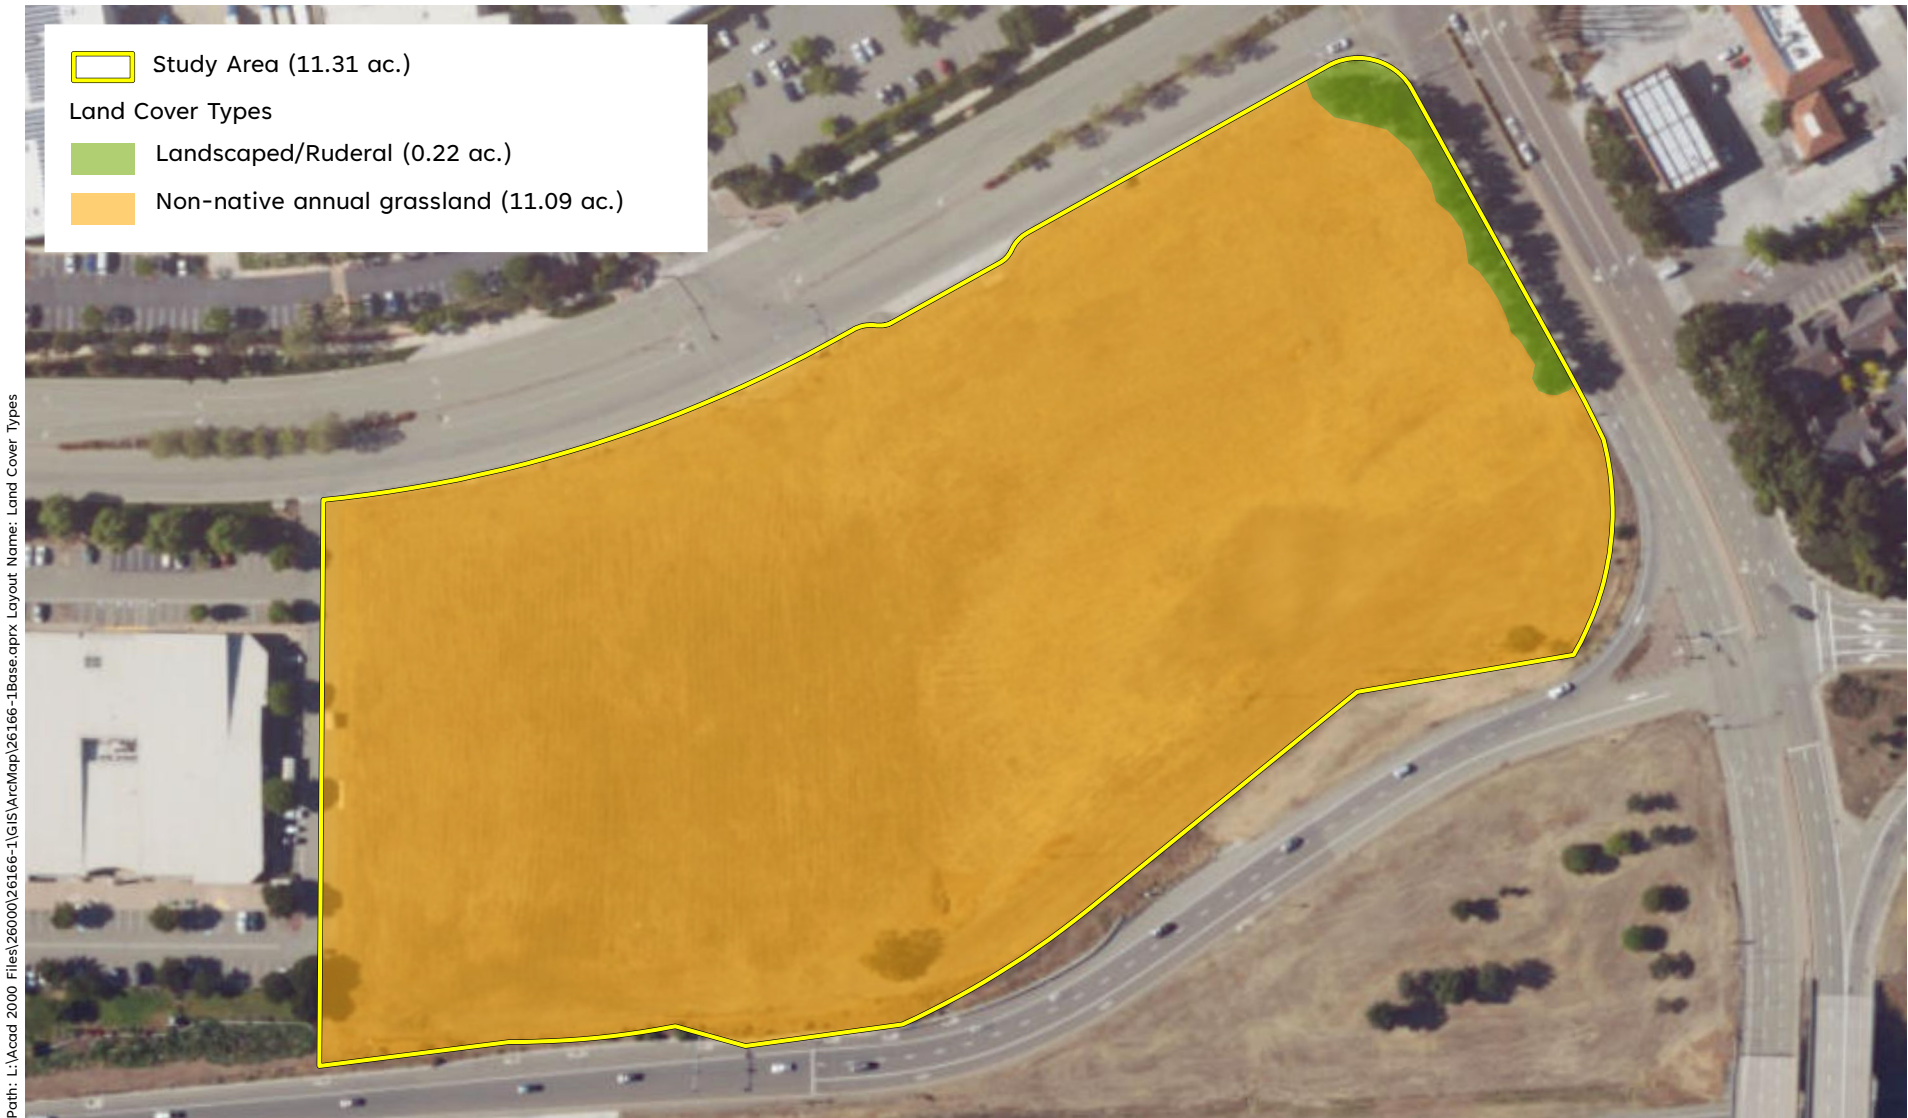 Study Area (11.31 ac.)
Land Cover Types
Landscaped/Ruderal (0.22 ac.)
Non-native annual grassland (11.09 ac.)
Path: L:\Acad 2000 Files\26000\26166-1\GIS\ArcMap\26166-1Base.aprx Layout Name: Land Cover Types